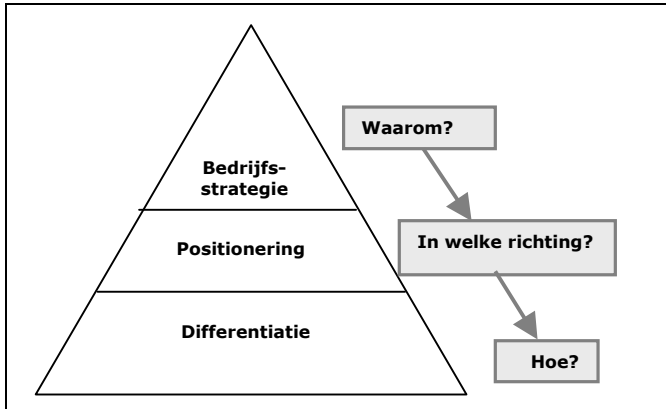 Waarom?
Bedrijfs-
strategie
In welke richting?
Positionering
Differentiatie
Hoe?